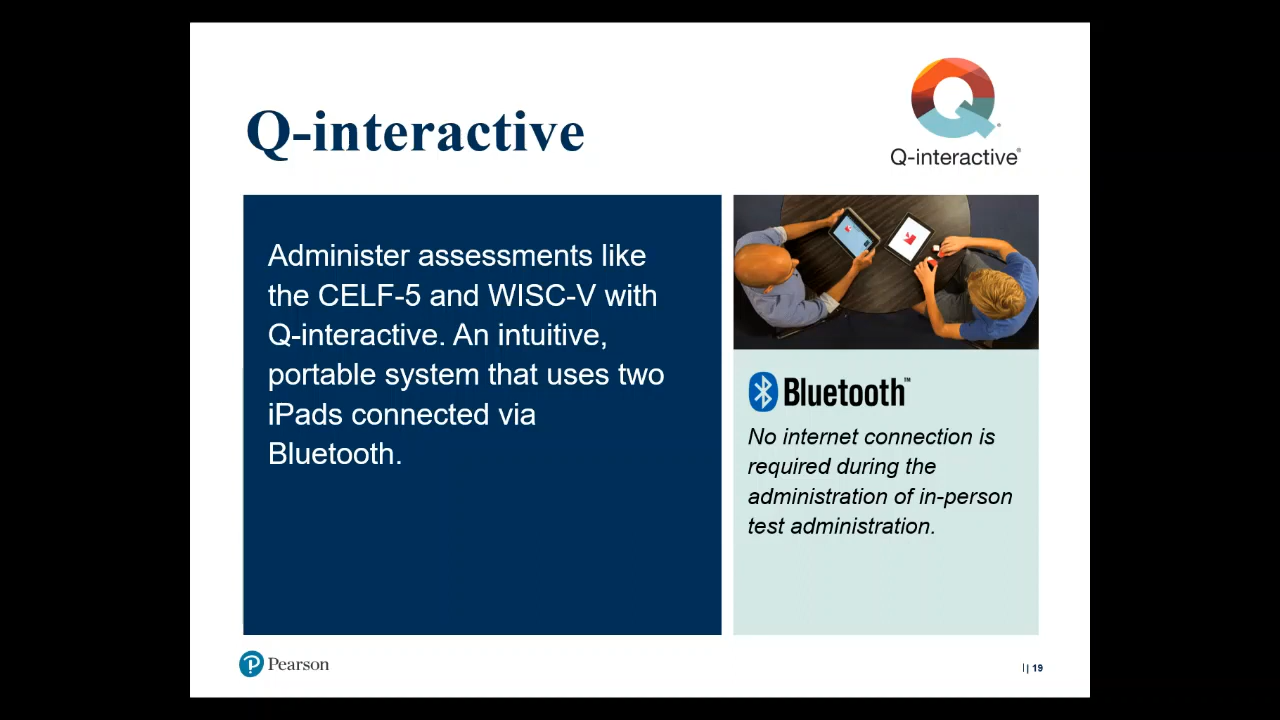 Q-interactive
Q-interactive®
Administer assessments like
the CELF-5 and WISC-V with
Q-interactive. An intuitive,
portable system that uses two
iPads connected via
Bluetooth.
Bluetooth™
No internet connection is
required during the
administration of in-person
test administration.
Pearson
|| 19